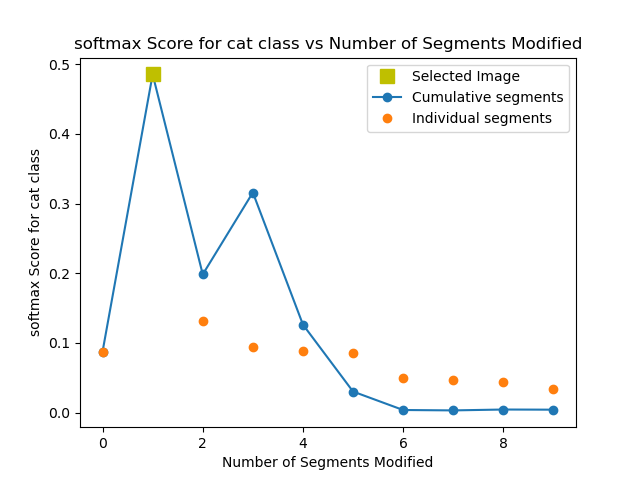 softmax Score for cat class vs Number of Segments Modified
Selected Image
Cumulative segments
Individual segments
softmax Score for cat class
0.5
0.4
0.3
0.2
0.1
0.0
0 2 4 6 8
Number of Segments Modified